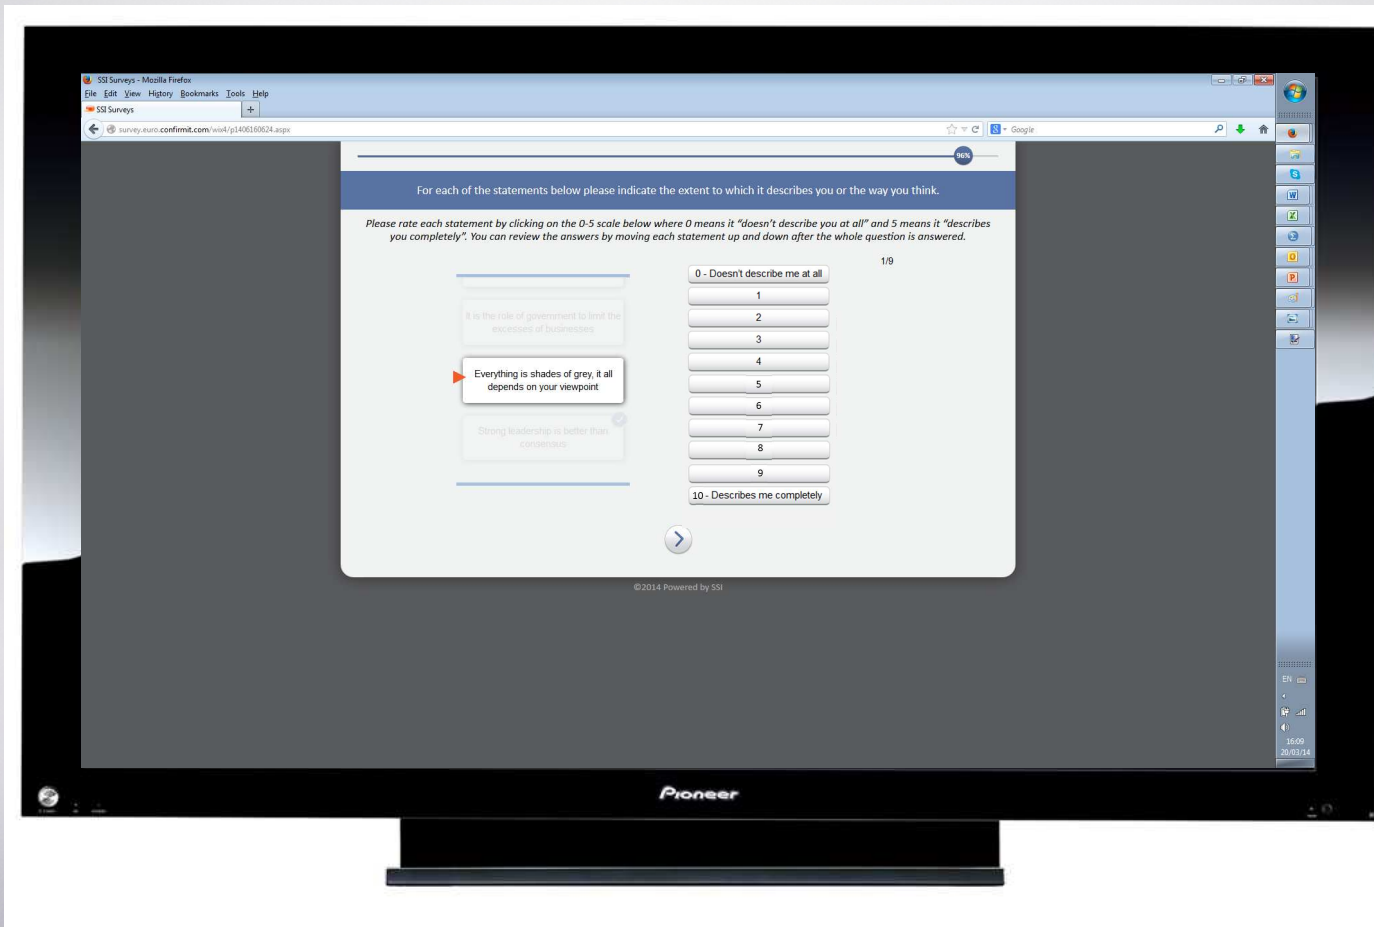 SSI Surveys - Mozilla Firefox
File Edit View History Bookmarks Tools Help
SSI Surveys
survey.euro.confirmit.com/wix4/p1406160624.aspx
Google
96%
For each of the statements below please indicate the extent to which it describes you or the way you think.
Please rate each statement by clicking on the 0-5 scale below where 0 means it “doesn’t describe you at all” and 5 means it “describes
you completely”. You can review the answers by moving each statement up and down after the whole question is answered.
1/9
It is the role of government to limit the
excesses of businesses
Everything is shades of grey, it all
depends on your viewpoint
Strong leadership is better than
consensus
0 - Doesn't describe me at all
1
2
3
4
5
6
7
8
9
10 - Describes me completely
©2014 Powered by SSI
EN
16:09
20/03/14
Pioneer